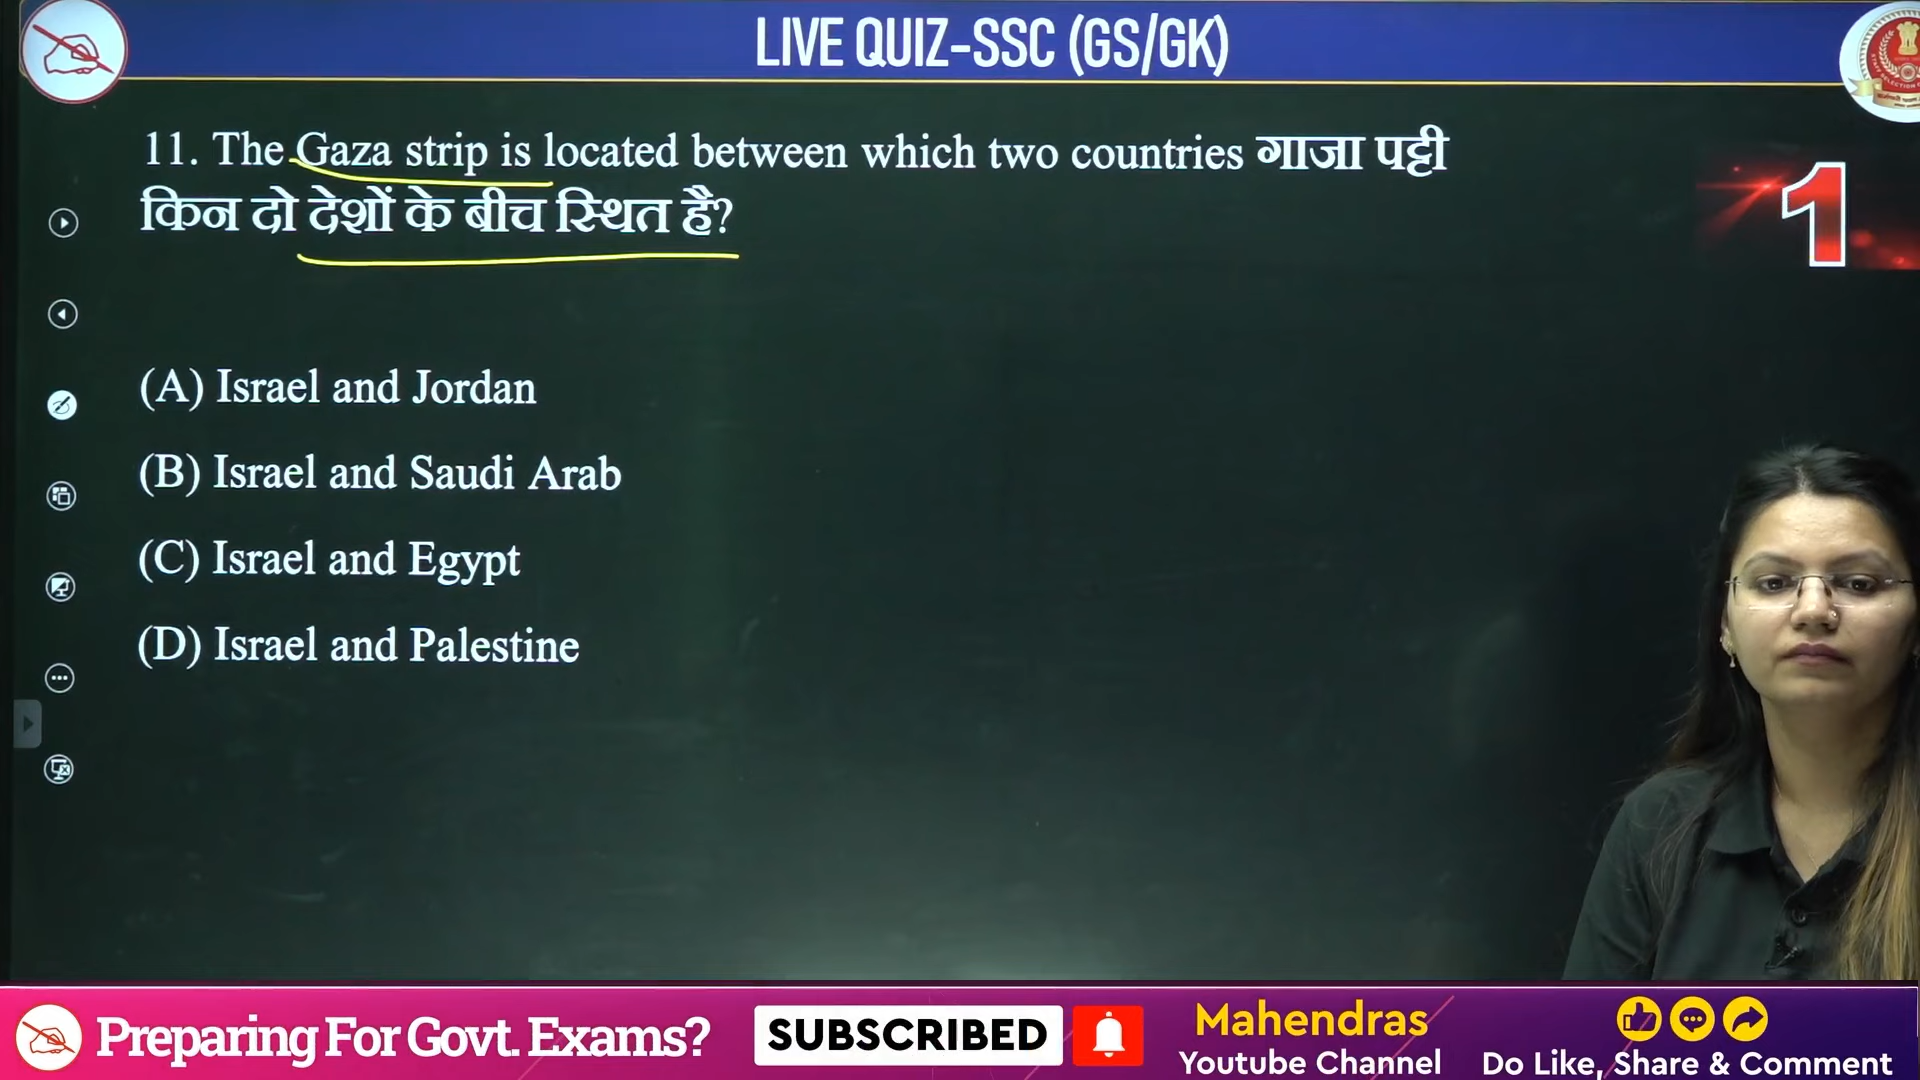 LIVE QUIZ-SSC (GS/GK)
11. The Gaza strip is located between which two countries गाजा पट्टी
किन दो देशों के बीच स्थित है?
1
(A) Israel and Jordan
(B) Israel and Saudi Arab
(C) Israel and Egypt
(D) Israel and Palestine
Preparing For Govt. Exams?
SUBSCRIBED
Mahendras
Youtube Channel
Do Like, Share & Comment